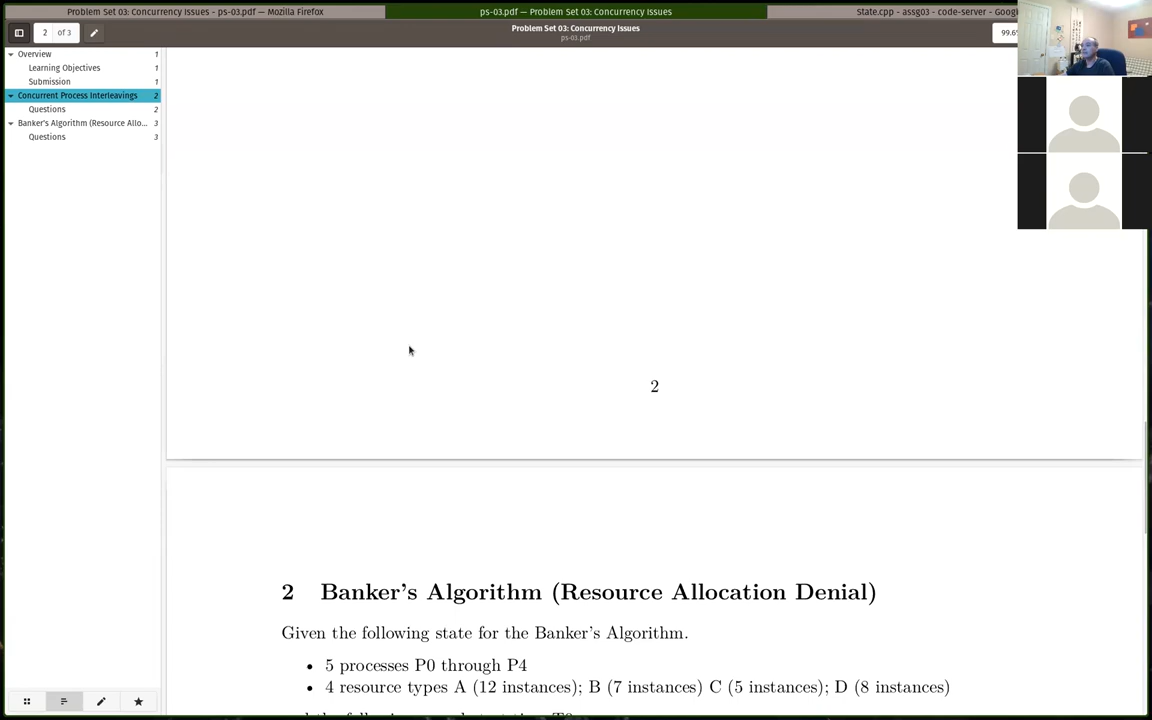 Problem Set 03: Concurrency Issues - ps-03.pdf — Mozilla Firefox
ps-03.pdf — Problem Set 03: Concurrency Issues
State.cpp - assg03 - code-server - Goog
2 of 3
Problem Set 03: Concurrency Issues
ps-03.pdf
99.6
Overview 1
Learning Objectives 1
Submission 1
Concurrent Process Interleavings 2
Questions 2
Banker's Algorithm (Resource Allo... 3
Questions 3
2
2 Banker's Algorithm (Resource Allocation Denial)
Given the following state for the Banker's Algorithm.
• 5 processes P0 through P4
• 4 resource types A (12 instances); B (7 instances) C (5 instances); D (8 instances)